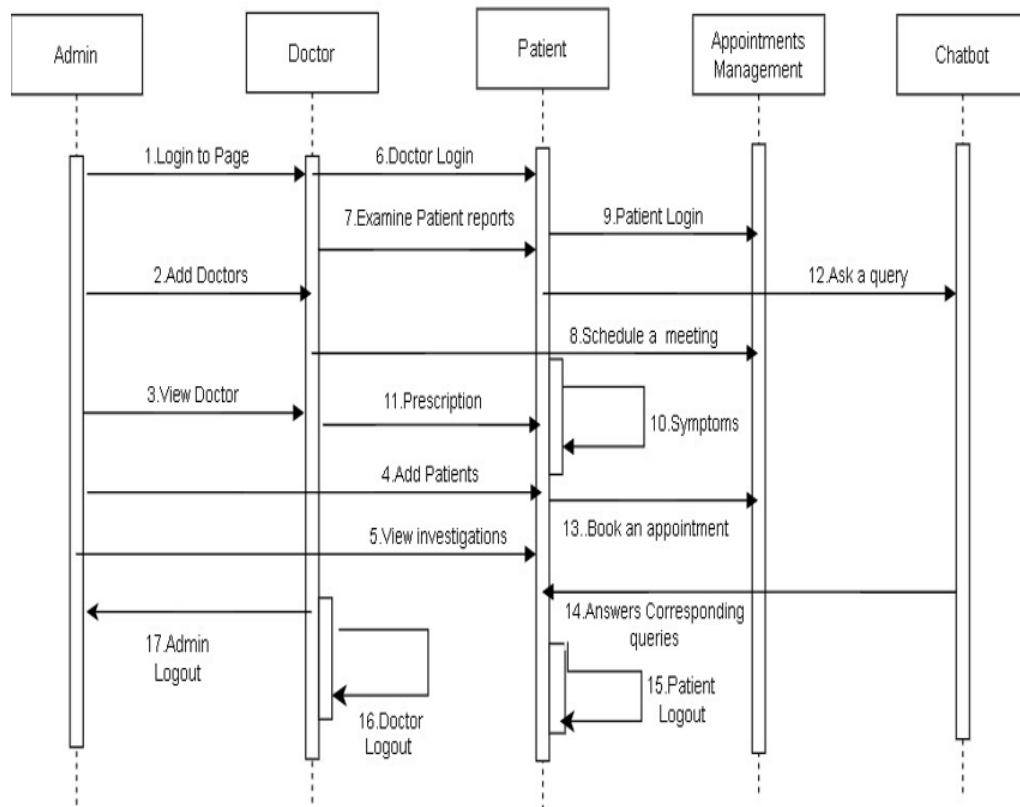 Admin
Doctor
Patient
Appointments
Management
Chatbot
1.Login to Page
6.Doctor Login
7.Examine Patient reports
9.Patient Login
2.Add Doctors
12.Ask a query
8.Schedule a meeting
3.View Doctor
11.Prescription
10.Symptoms
4.Add Patients
13..Book an appointment
5.View investigations
14.Answers Corresponding
queries
17.Admin
Logout
15.Patient
Logout
16.Doctor
Logout